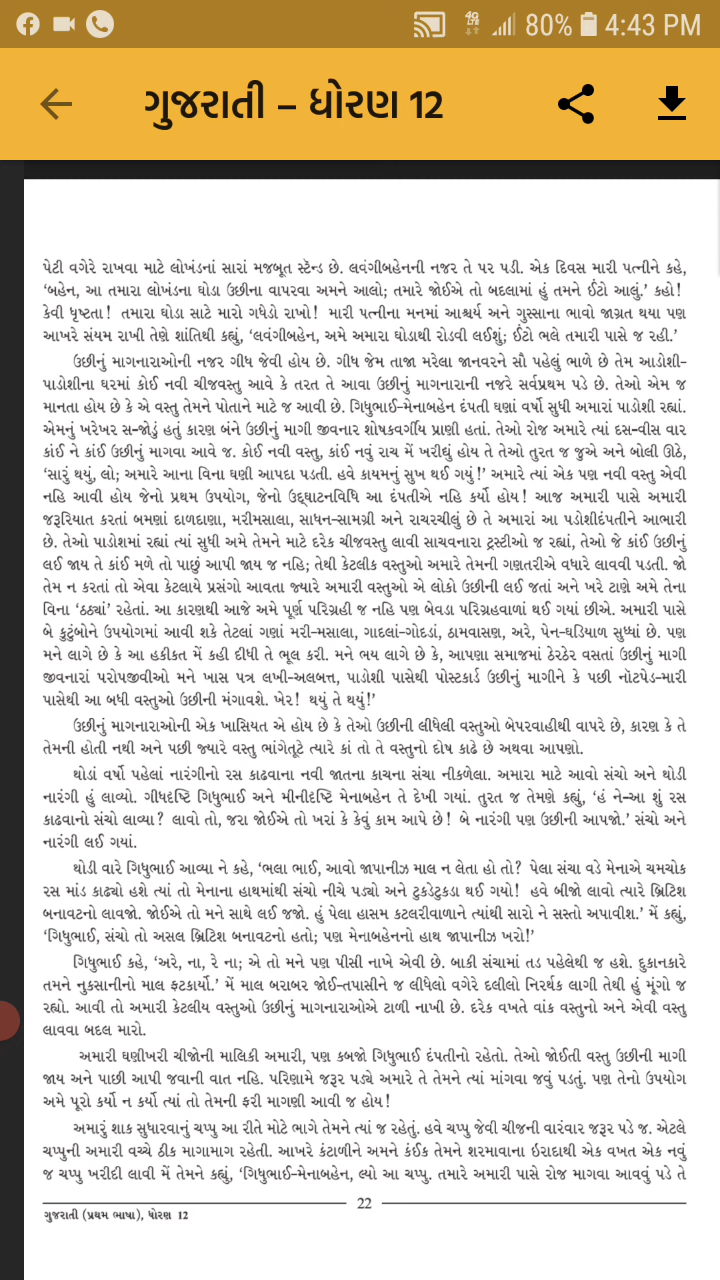 80% 4:43 PM
ગુજરાતી – ધોરણ 12
પેટી વગેરે રાખવા માટે લોખંડનાં સારાં મજબૂત સ્ટૅન્ડ છે. લવંગીબહેનની નજર તે પર પડી. એક દિવસ મારી પત્નીને કહે,
‘બહેન, આ તમારા લોખંડના ઘોડા ઉછીના વાપરવા અમને આલો; તમારે જોઈએ તો બદલામાં હું તમને ઈંટો આલું.’ કહો!
કેવી ધૃષ્ટતા! તમારા ઘોડા સાટે મારો ગધેડો રાખો! મારી પત્નીના મનમાં આશ્ચર્ય અને ગુસ્સાના ભાવો જાગ્રત થયા પણ
આખરે સંયમ રાખી તેણે શાંતિથી કહ્યું, ‘લવંગીબહેન, અમે અમારા ઘોડાથી રોડવી લઈશું; ઈંટો ભલે તમારી પાસે જ રહી.’
ઉછીનું માગનારાઓની નજર ગીધ જેવી હોય છે. ગીધ જેમ તાજા મરેલા જાનવરને સૌ પહેલું ભાળે છે તેમ આડોશી-
પાડોશીના ઘરમાં કોઈ નવી ચીજવસ્તુ આવે કે તરત તે આવા ઉછીનું માગનારાની નજરે સર્વપ્રથમ પડે છે. તેઓ એમ જ
માનતા હોય છે કે એ વસ્તુ તેમને પોતાને માટે જ આવી છે. ગિધુભાઈ-મેનાબહેન દંપતી ઘણાં વર્ષો સુધી અમારાં પાડોશી રહ્યાં.
એમનું ખરેખર સ-જોડું હતું કારણ બંને ઉછીનું માગી જીવનાર શોષકવર્ગીય પ્રાણી હતાં. તેઓ રોજ અમારે ત્યાં દસ-વીસ વાર
કાંઈ ને કાંઈ ઉછીનું માગવા આવે જ. કોઈ નવી વસ્તુ, કાંઈ નવું રાચ મેં ખરીદ્યું હોય તે તેઓ તુરત જ જુએ અને બોલી ઊઠે,
‘સારું થયું, લો; અમારે આના વિના ઘણી આપદા પડતી. હવે કાયમનું સુખ થઈ ગયું!’ અમારે ત્યાં એક પણ નવી વસ્તુ એવી
નહિ આવી હોય જેનો પ્રથમ ઉપયોગ, જેનો ઉદ્ઘાટનવિધિ આ દંપતીએ નહિ કર્યો હોય! આજ અમારી પાસે અમારી
જરૂરિયાત કરતાં બમણાં દાળદાણા, મરીમસાલા, સાધન-સામગ્રી અને રાચરચીલું છે તે અમારાં આ પડોશીદંપતીને આભારી
છે. તેઓ પાડોશમાં રહ્યાં ત્યાં સુધી અમે તેમને માટે દરેક ચીજવસ્તુ લાવી સાચવનારા ટ્રસ્ટીઓ જ રહ્યાં, તેઓ જે કાંઈ ઉછીનું
લઈ જાય તે કાંઈ મળે તો પાછું આપી જાય જ નહિ; તેથી કેટલીક વસ્તુઓ અમારે તેમની ગણતરીએ વધારે લાવવી પડતી. જો
તેમ ન કરતાં તો એવા કેટલાયે પ્રસંગો આવતા જ્યારે અમારી વસ્તુઓ એ લોકો ઉછીની લઈ જતાં અને ખરે ટાણે અમે તેના
વિના ‘ઠઠ્યાં’ રહેતાં. આ કારણથી આજે અમે પૂર્ણ પરિગ્રહી જ નહિ પણ બેવડા પરિગ્રહવાળાં થઈ ગયાં છીએ. અમારી પાસે
બે કુટુંબોને ઉપયોગમાં આવી શકે તેટલાં ગણાં મરી-મસાલા, ગાદલાં-ગોદડાં, ઠામવાસણ, અરે, પેન-ઘડિયાળ સુધ્ધાં છે. પણ
મને લાગે છે કે આ હકીકત મેં કહી દીધી તે ભૂલ કરી. મને ભય લાગે છે કે, આપણા સમાજમાં ઠેરઠેર વસતાં ઉછીનું માગી
જીવનારાં પરોપજીવીઓ મને ખાસ પત્ર લખી-અલબત્ત, પાડોશી પાસેથી પોસ્ટકાર્ડ ઉછીનું માગીને કે પછી નૉટપેડ-મારી
પાસેથી આ બધી વસ્તુઓ ઉછીની મંગાવશે. ખેર! થયું તે થયું!’
ઉછીનું માગનારાઓની એક ખાસિયત એ હોય છે કે તેઓ ઉછીની લીધેલી વસ્તુઓ બેપરવાહીથી વાપરે છે, કારણ કે તે
તેમની હોતી નથી અને પછી જ્યારે વસ્તુ ભાંગેતૂટે ત્યારે કાં તો તે વસ્તુનો દોષ કાઢે છે અથવા આપણો.
થોડાં વર્ષો પહેલાં નારંગીનો રસ કાઢવાના નવી જાતના કાચના સંચા નીકળેલા. અમારા માટે આવો સંચો અને થોડી
નારંગી હું લાવ્યો. ગીધદૃષ્ટિ ગિધુભાઈ અને મીનીદૃષ્ટિ મેનાબહેન તે દેખી ગયાં. તુરત જ તેમણે કહ્યું, ‘હં ને-આ શું રસ
કાઢવાનો સંચો લાવ્યા? લાવો તો, જરા જોઈએ તો ખરાં કે કેવું કામ આપે છે! બે નારંગી પણ ઉછીની આપજો.’ સંચો અને
નારંગી લઈ ગયાં.
થોડી વારે ગિધુભાઈ આવ્યા ને કહે, ‘ભલા ભાઈ, આવો જાપાનીઝ માલ ન લેતા હો તો? પેલા સંચા વડે મેનાએ ચમચોક
રસ માંડ કાઢ્યો હશે ત્યાં તો મેનાના હાથમાંથી સંચો નીચે પડ્યો અને ટુકડેટુકડા થઈ ગયો! હવે બીજો લાવો ત્યારે બ્રિટિશ
બનાવટનો લાવજો. જોઈએ તો મને સાથે લઈ જજો. હું પેલા હાસમ કટલરીવાળાને ત્યાંથી સારો ને સસ્તો અપાવીશ.’ મેં કહ્યું,
‘ગિધુભાઈ, સંચો તો અસલ બ્રિટિશ બનાવટનો હતો; પણ મેનાબહેનનો હાથ જાપાનીઝ ખરો!’
ગિધુભાઈ કહે, ‘અરે, ના, રે ના; એ તો મને પણ પીસી નાખે એવી છે. બાકી સંચામાં તડ પહેલેથી જ હશે. દુકાનકારે
તમને નુકસાનીનો માલ ફટકાર્યો.’ મેં માલ બરાબર જોઈ-તપાસીને જ લીધેલો વગેરે દલીલો નિરર્થક લાગી તેથી હું મૂંગો જ
રહ્યો. આવી તો અમારી કેટલીય વસ્તુઓ ઉછીનું માગનારાઓએ ટાળી નાખી છે. દરેક વખતે વાંક વસ્તુનો અને એવી વસ્તુ
લાવવા બદલ મારો.
અમારી ઘણીખરી ચીજોની માલિકી અમારી, પણ કબજો ગિધુભાઈ દંપતીનો રહેતો. તેઓ જોઈતી વસ્તુ ઉછીની માગી
જાય અને પાછી આપી જવાની વાત નહિ. પરિણામે જરૂર પડ્યે અમારે તે તેમને ત્યાં માંગવા જવું પડતું. પણ તેનો ઉપયોગ
અમે પૂરો કર્યો ન કર્યો ત્યાં તો તેમની ફરી માગણી આવી જ હોય!
અમારું શાક સુધારવાનું ચપ્પુ આ રીતે મોટે ભાગે તેમને ત્યાં જ રહેતું. હવે ચપ્પુ જેવી ચીજની વારંવાર જરૂર પડે જ. એટલે
ચપ્પુની અમારી વચ્ચે ઠીક માગામાગ રહેતી. આખરે કંટાળીને અમને કંઈક તેમને શરમાવાના ઇરાદાથી એક વખત એક નવું
જ ચપ્પુ ખરીદી લાવી મેં તેમને કહ્યું, ‘ગિધુભાઈ-મેનાબહેન, લ્યો આ ચપ્પુ. તમારે અમારી પાસે રોજ માગવા આવવું પડે તે
22
ગુજરાતી (પ્રથમ ભાષા), ધોરણ 12